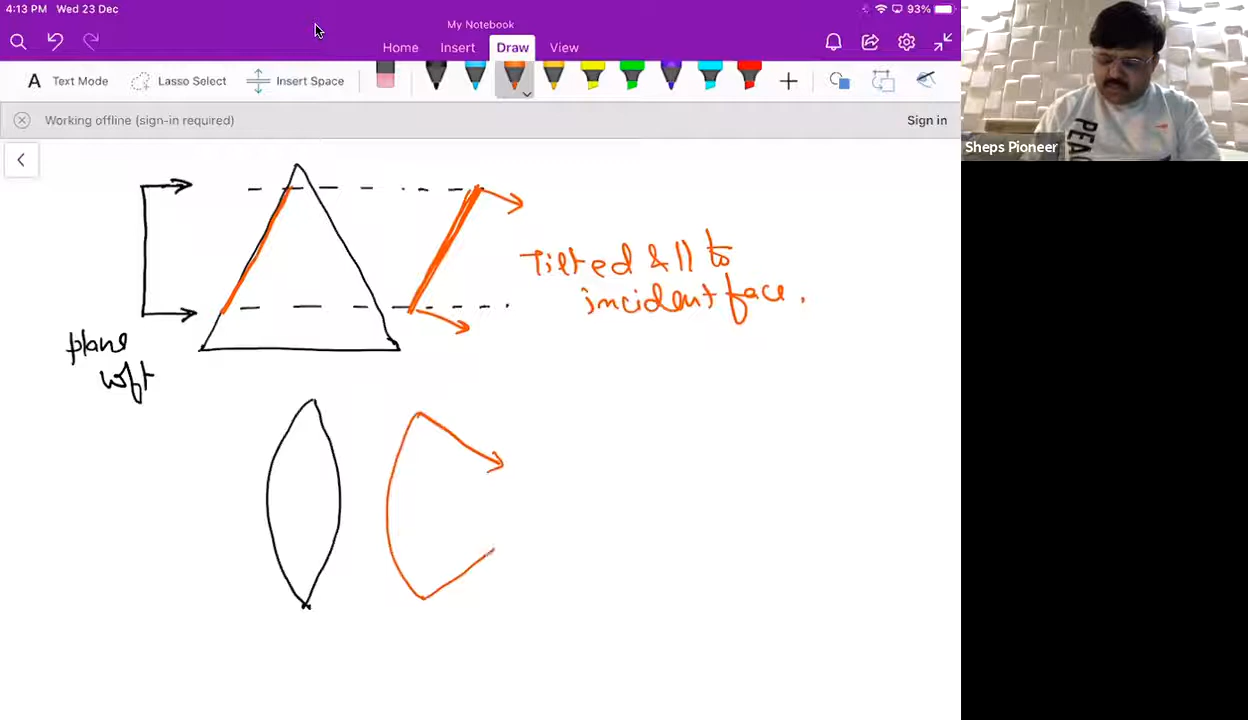 4:13 PM Wed 23 Dec
93%
My Notebook
Home Insert Draw View
A Text Mode Lasso Select Insert Space
Working offline (sign-in required) Sign in
Sheps Pioneer
PEAC
Tilted & || to
incident face.
plane
wft